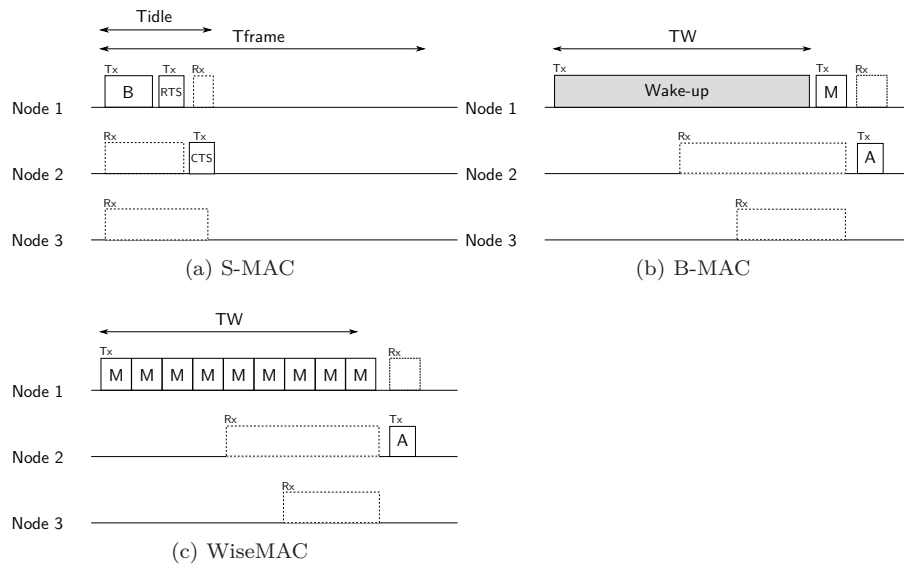 Tidle
Tframe
Tx Tx Rx
B RTS
Node 1
Rx Tx
CTS
Node 2
Rx
Node 3
(a) S-MAC
TW
Tx Tx Rx
Wake-up M
Node 1
Rx Tx
A
Node 2
Rx
Node 3
(b) B-MAC
TW
Tx Rx
M M M M M M M M M
Node 1
Rx Tx
A
Node 2
Rx
Node 3
(c) WiseMAC